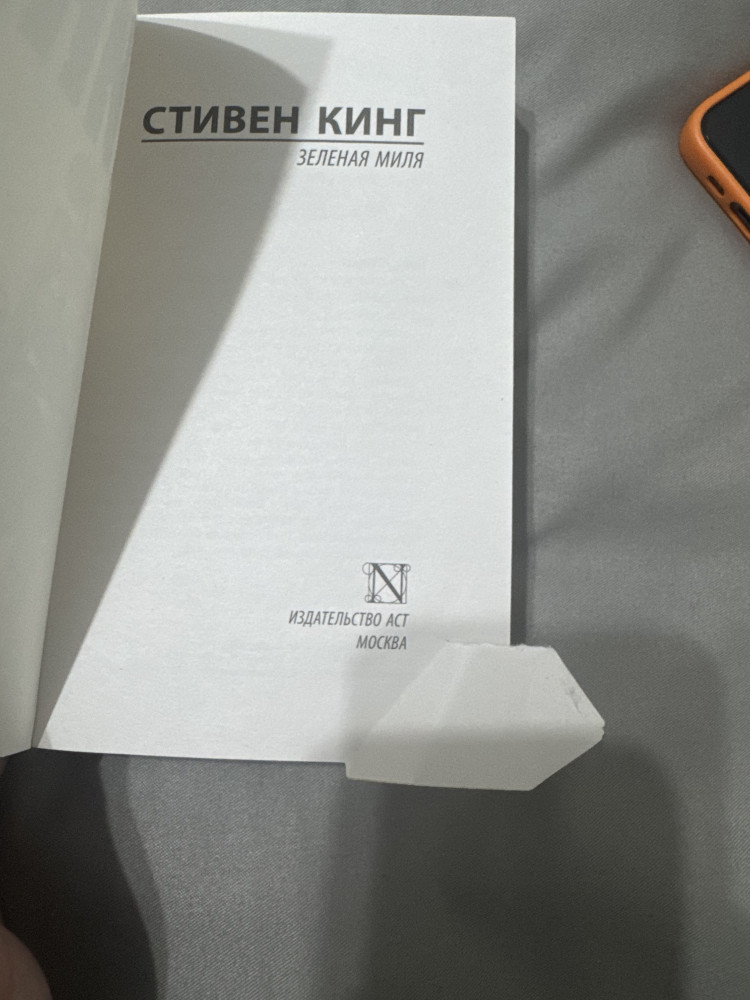 СТИВЕН КИНГ
ЗЕЛЕНАЯ МИЛЯ
N
ИЗДАТЕЛЬСТВО АСТ
МОСКВА